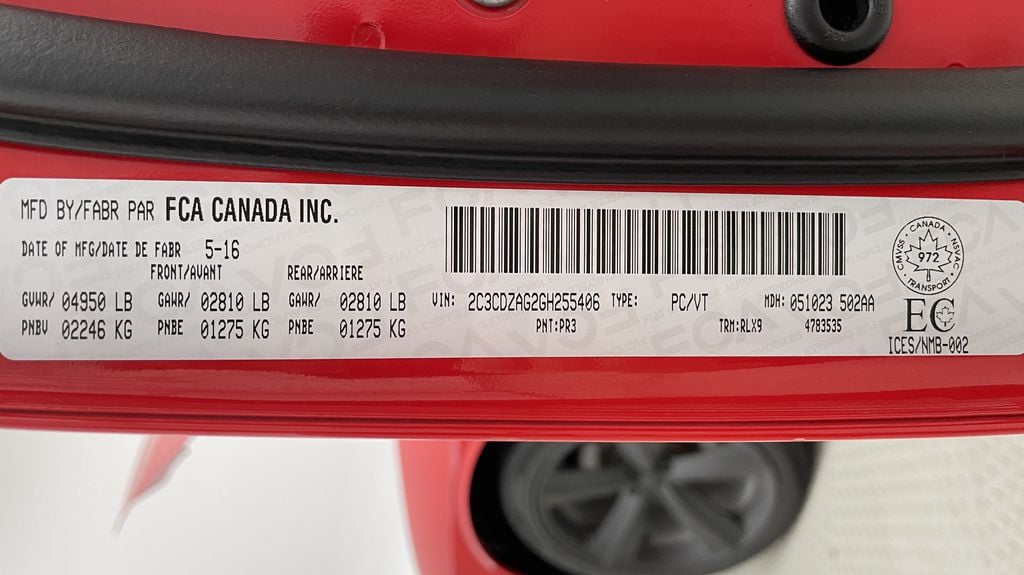 MFD BY/FABR PAR FCA CANADA INC.
DATE OF MFG/DATE DE FABR 5-16
FRONT/AVANT REAR/ARRIERE
GVWR/ 04950 LB GAWR/ 02810 LB GAWR/ 02810 LB
PNBV 02246 KG PNBE 01275 KG PNBE 01275 KG
VIN: 2C3CDZAG2GH255406 TYPE: PC/VT MDH: 051023 502AA
PNT:PR3 TRM:RLX9 4783535
CANADA
CMVSS · NSVAC
972
TRANSPORT
EC
ICES/NMB-002